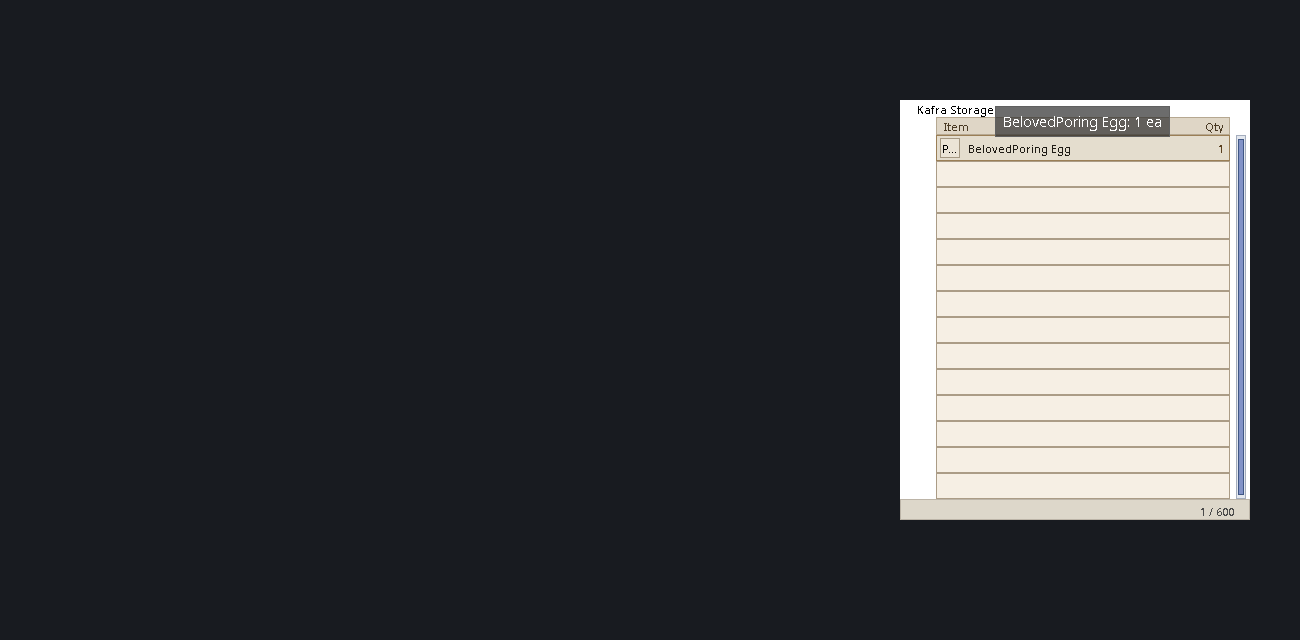 Kafra Storage
BelovedPoring Egg: 1 ea
Item Qty
P... BelovedPoring Egg 1
1 / 600